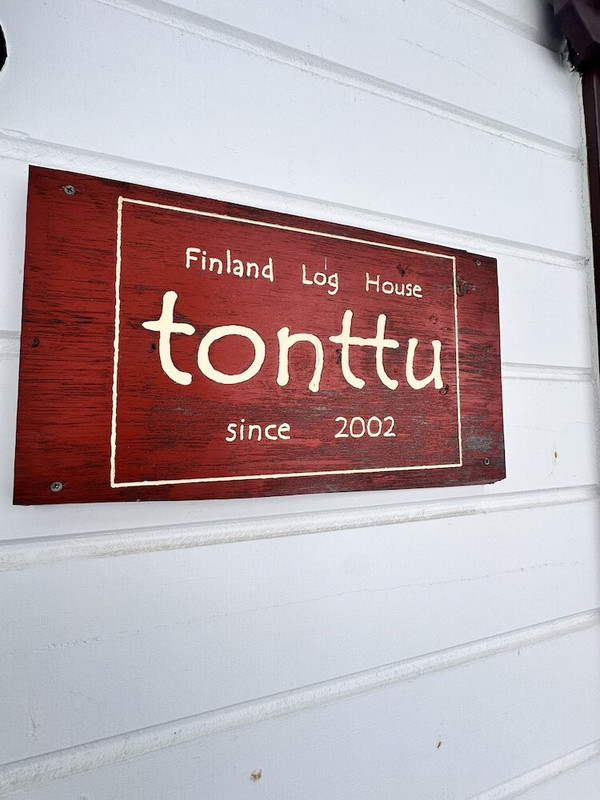 Finland Log House
tonttu
since 2002